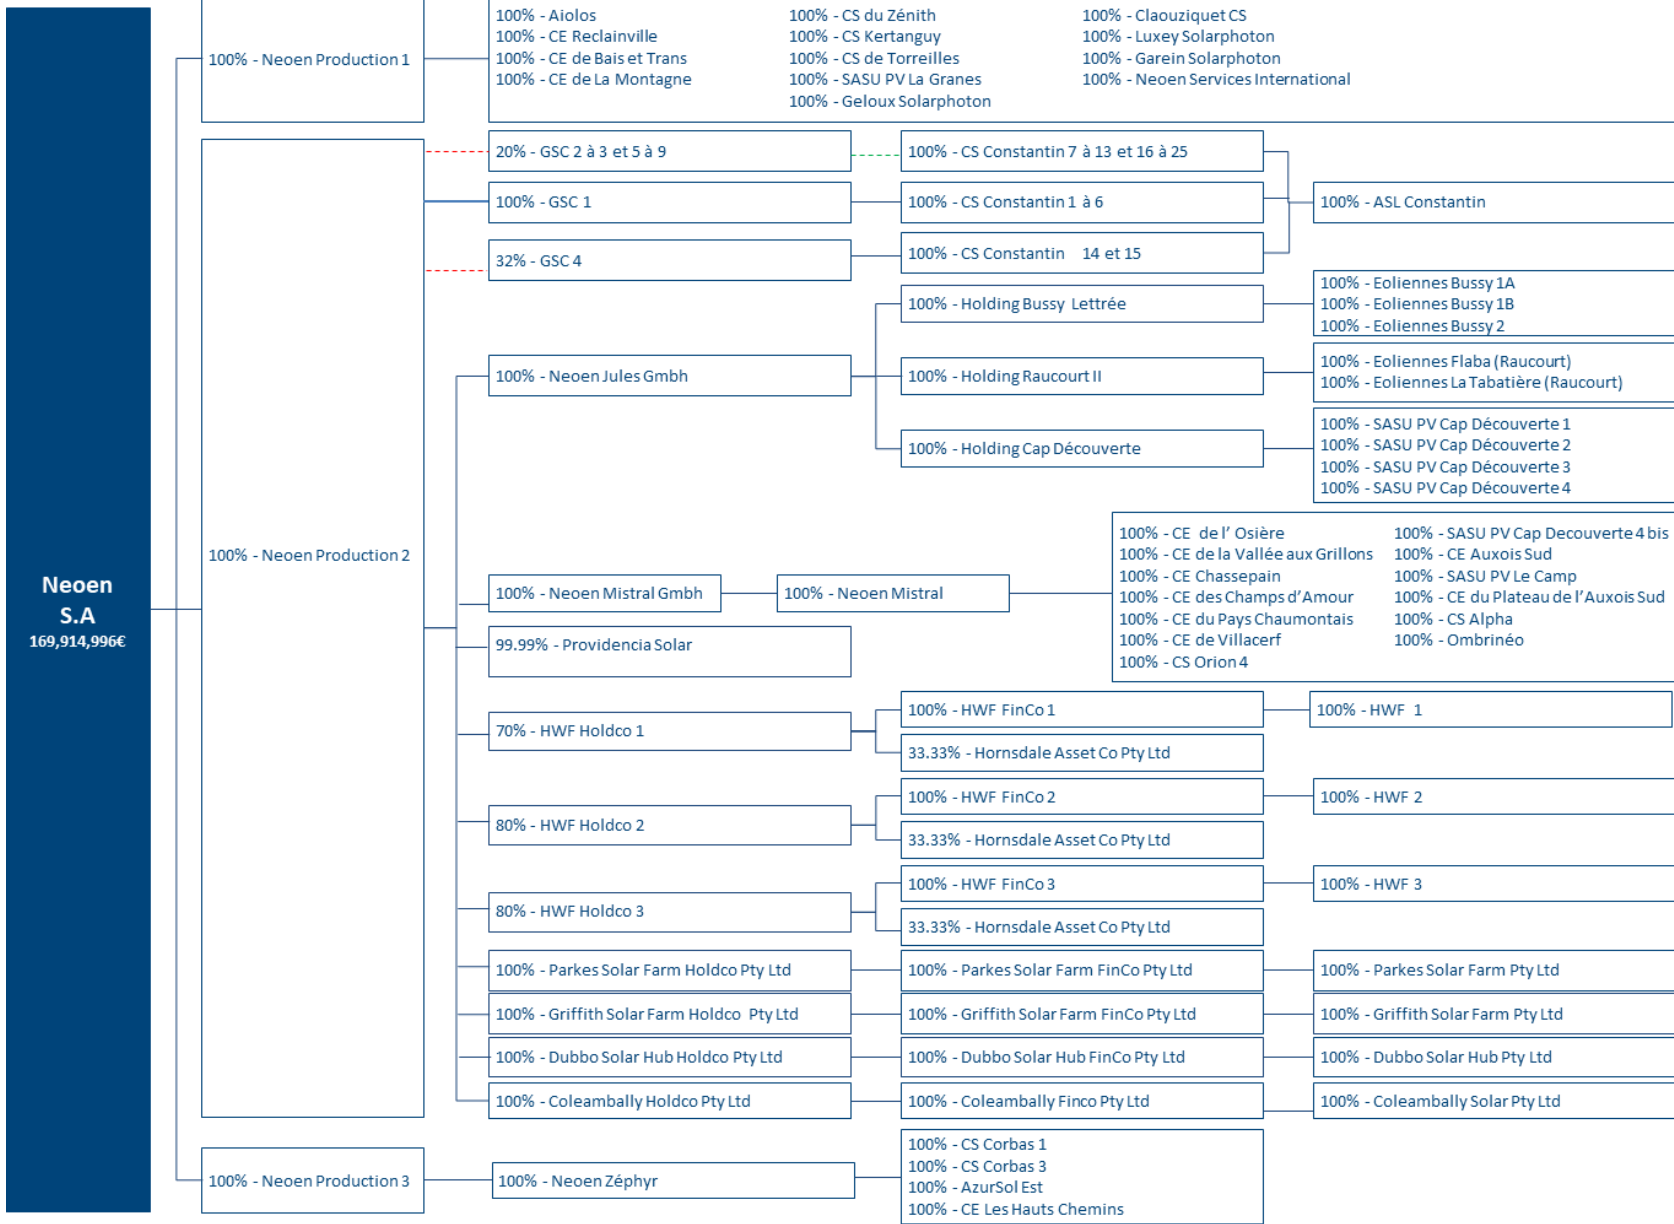 Neoen
S.A
169,914,996€
100% - Neoen Production 1
100% - Aiolos
100% - CE Reclainville
100% - CE de Bais et Trans
100% - CE de La Montagne
100% - CS du Zénith
100% - CS Kertanguy
100% - CS de Torreilles
100% - SASU PV La Granes
100% - Geloux Solarphoton
100% - Claouziquet CS
100% - Luxey Solarphoton
100% - Garein Solarphoton
100% - Neoen Services International
100% - Neoen Production 2
20% - GSC 2 à 3 et 5 à 9
100% - CS Constantin 7 à 13 et 16 à 25
100% - GSC 1
100% - CS Constantin 1 à 6
100% - ASL Constantin
32% - GSC 4
100% - CS Constantin 14 et 15
100% - Neoen Jules Gmbh
100% - Holding Bussy Lettrée
100% - Eoliennes Bussy 1A
100% - Eoliennes Bussy 1B
100% - Eoliennes Bussy 2
100% - Holding Raucourt II
100% - Eoliennes Flaba (Raucourt)
100% - Eoliennes La Tabatière (Raucourt)
100% - Holding Cap Découverte
100% - SASU PV Cap Découverte 1
100% - SASU PV Cap Découverte 2
100% - SASU PV Cap Découverte 3
100% - SASU PV Cap Découverte 4
100% - Neoen Mistral Gmbh
100% - Neoen Mistral
100% - CE de l' Osière
100% - CE de la Vallée aux Grillons
100% - CE Chassepain
100% - CE des Champs d'Amour
100% - CE du Pays Chaumontais
100% - CE de Villacerf
100% - CS Orion 4
100% - SASU PV Cap Decouverte 4 bis
100% - CE Auxois Sud
100% - SASU PV Le Camp
100% - CE du Plateau de l'Auxois Sud
100% - CS Alpha
100% - Ombrinéo
99.99% - Providencia Solar
70% - HWF Holdco 1
100% - HWF FinCo 1
100% - HWF 1
33.33% - Hornsdale Asset Co Pty Ltd
80% - HWF Holdco 2
100% - HWF FinCo 2
100% - HWF 2
33.33% - Hornsdale Asset Co Pty Ltd
80% - HWF Holdco 3
100% - HWF FinCo 3
100% - HWF 3
33.33% - Hornsdale Asset Co Pty Ltd
100% - Parkes Solar Farm Holdco Pty Ltd
100% - Parkes Solar Farm FinCo Pty Ltd
100% - Parkes Solar Farm Pty Ltd
100% - Griffith Solar Farm Holdco Pty Ltd
100% - Griffith Solar Farm FinCo Pty Ltd
100% - Griffith Solar Farm Pty Ltd
100% - Dubbo Solar Hub Holdco Pty Ltd
100% - Dubbo Solar Hub FinCo Pty Ltd
100% - Dubbo Solar Hub Pty Ltd
100% - Coleambally Holdco Pty Ltd
100% - Coleambally Finco Pty Ltd
100% - Coleambally Solar Pty Ltd
100% - Neoen Production 3
100% - Neoen Zéphyr
100% - CS Corbas 1
100% - CS Corbas 3
100% - AzurSol Est
100% - CE Les Hauts Chemins